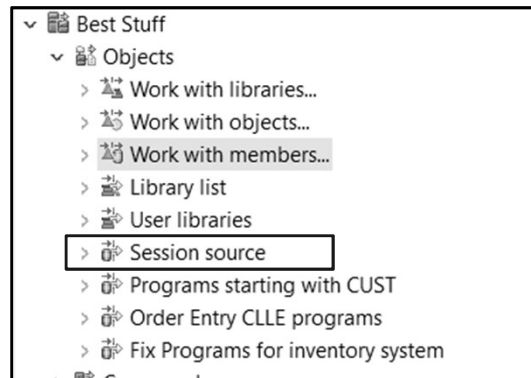 Best Stuff
Objects
Work with libraries...
Work with objects...
Work with members...
Library list
User libraries
Session source
Programs starting with CUST
Order Entry CLLE programs
Fix Programs for inventory system